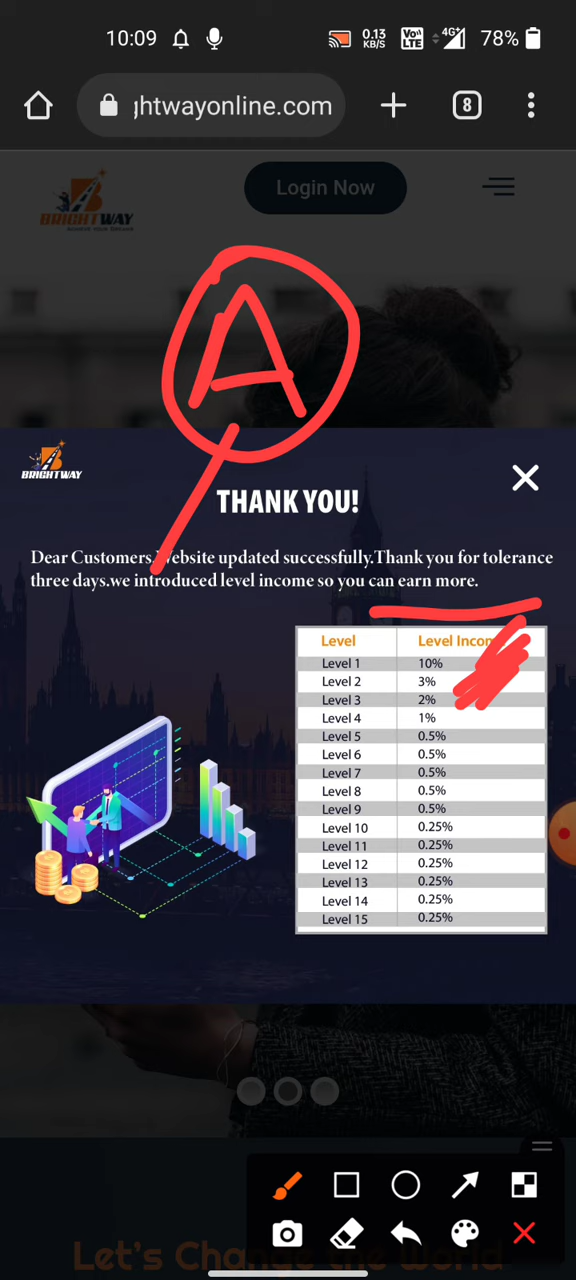 10:09 0.13 KB/S Vo LTE 4G+ 78%
ghtwayonline.com 8
BRIGHTWAY Login Now
A
BRIGHTWAY
THANK YOU!
Dear Customers Website updated successfully.Thank you for tolerance
three days.we introduced level income so you can earn more.
Level Level Incom
Level 1 10%
Level 2 3%
Level 3 2%
Level 4 1%
Level 5 0.5%
Level 6 0.5%
Level 7 0.5%
Level 8 0.5%
Level 9 0.5%
Level 10 0.25%
Level 11 0.25%
Level 12 0.25%
Level 13 0.25%
Level 14 0.25%
Level 15 0.25%
Let's Change the World